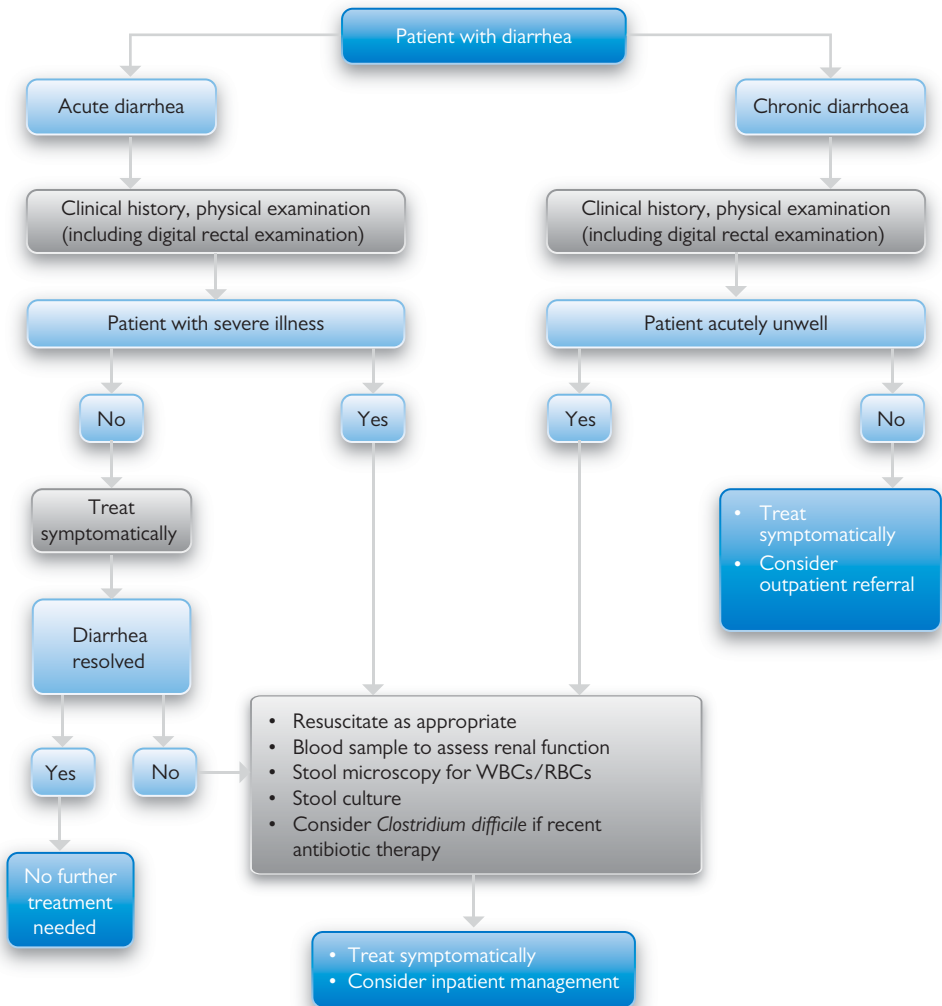 Patient with diarrhea
Acute diarrhea
Chronic diarrhoea
Clinical history, physical examination
(including digital rectal examination)
Clinical history, physical examination
(including digital rectal examination)
Patient with severe illness
Patient acutely unwell
No
Yes
Yes
No
Treat
symptomatically
• Treat
symptomatically
• Consider
outpatient referral
Diarrhea
resolved
Yes
No
• Resuscitate as appropriate
• Blood sample to assess renal function
• Stool microscopy for WBCs/RBCs
• Stool culture
• Consider Clostridium difficile if recent
antibiotic therapy
No further
treatment
needed
• Treat symptomatically
• Consider inpatient management